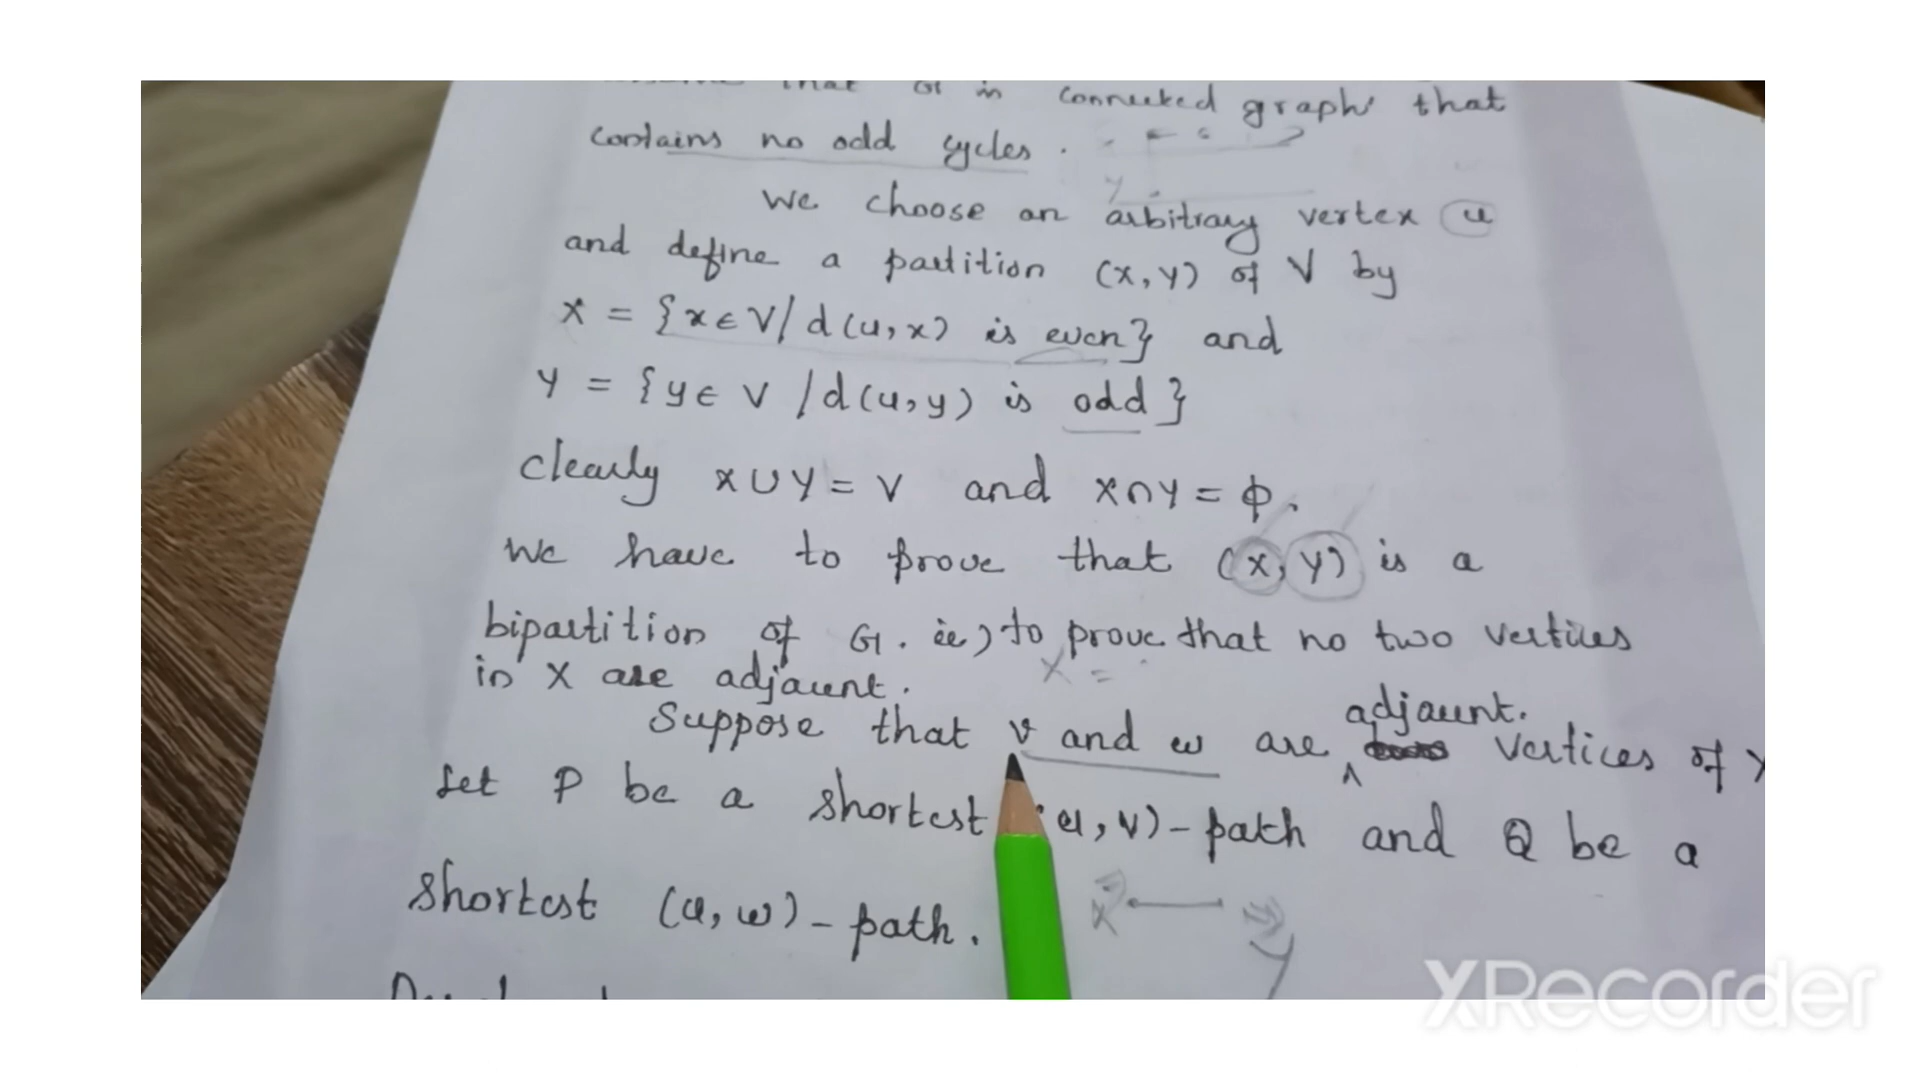 that G in connected graph that
contains no odd cycles.
We choose an arbitrary vertex u
and define a partition (X, Y) of V by
X = {x ∈ V / d(u, x) is even} and
Y = {y ∈ V / d(u, y) is odd}
clearly X ∪ Y = V and X ∩ Y = ϕ.
We have to prove that (X, Y) is a
bipartition of G. ie) to prove that no two vertices
in X are adjacent.
X =
adjacent.
Suppose that v and w are ^ vertices of
Let P be a shortest u, v) - path and Q be a
shortest (u, w) - path.
x
y
XRecorder